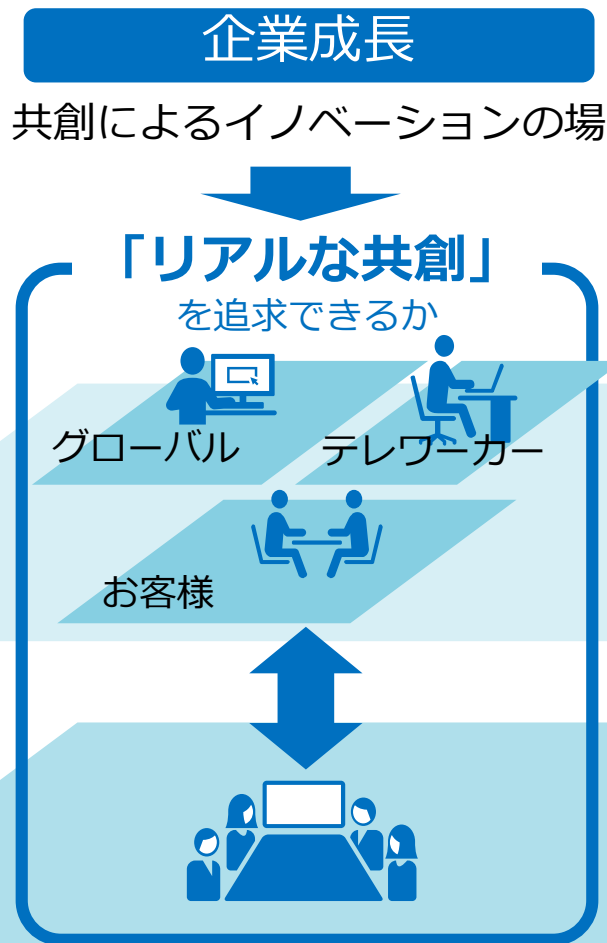 企業成長
共創によるイノベーションの場
「リアルな共創」
を追求できるか
グローバル
テレワーカー
お客様